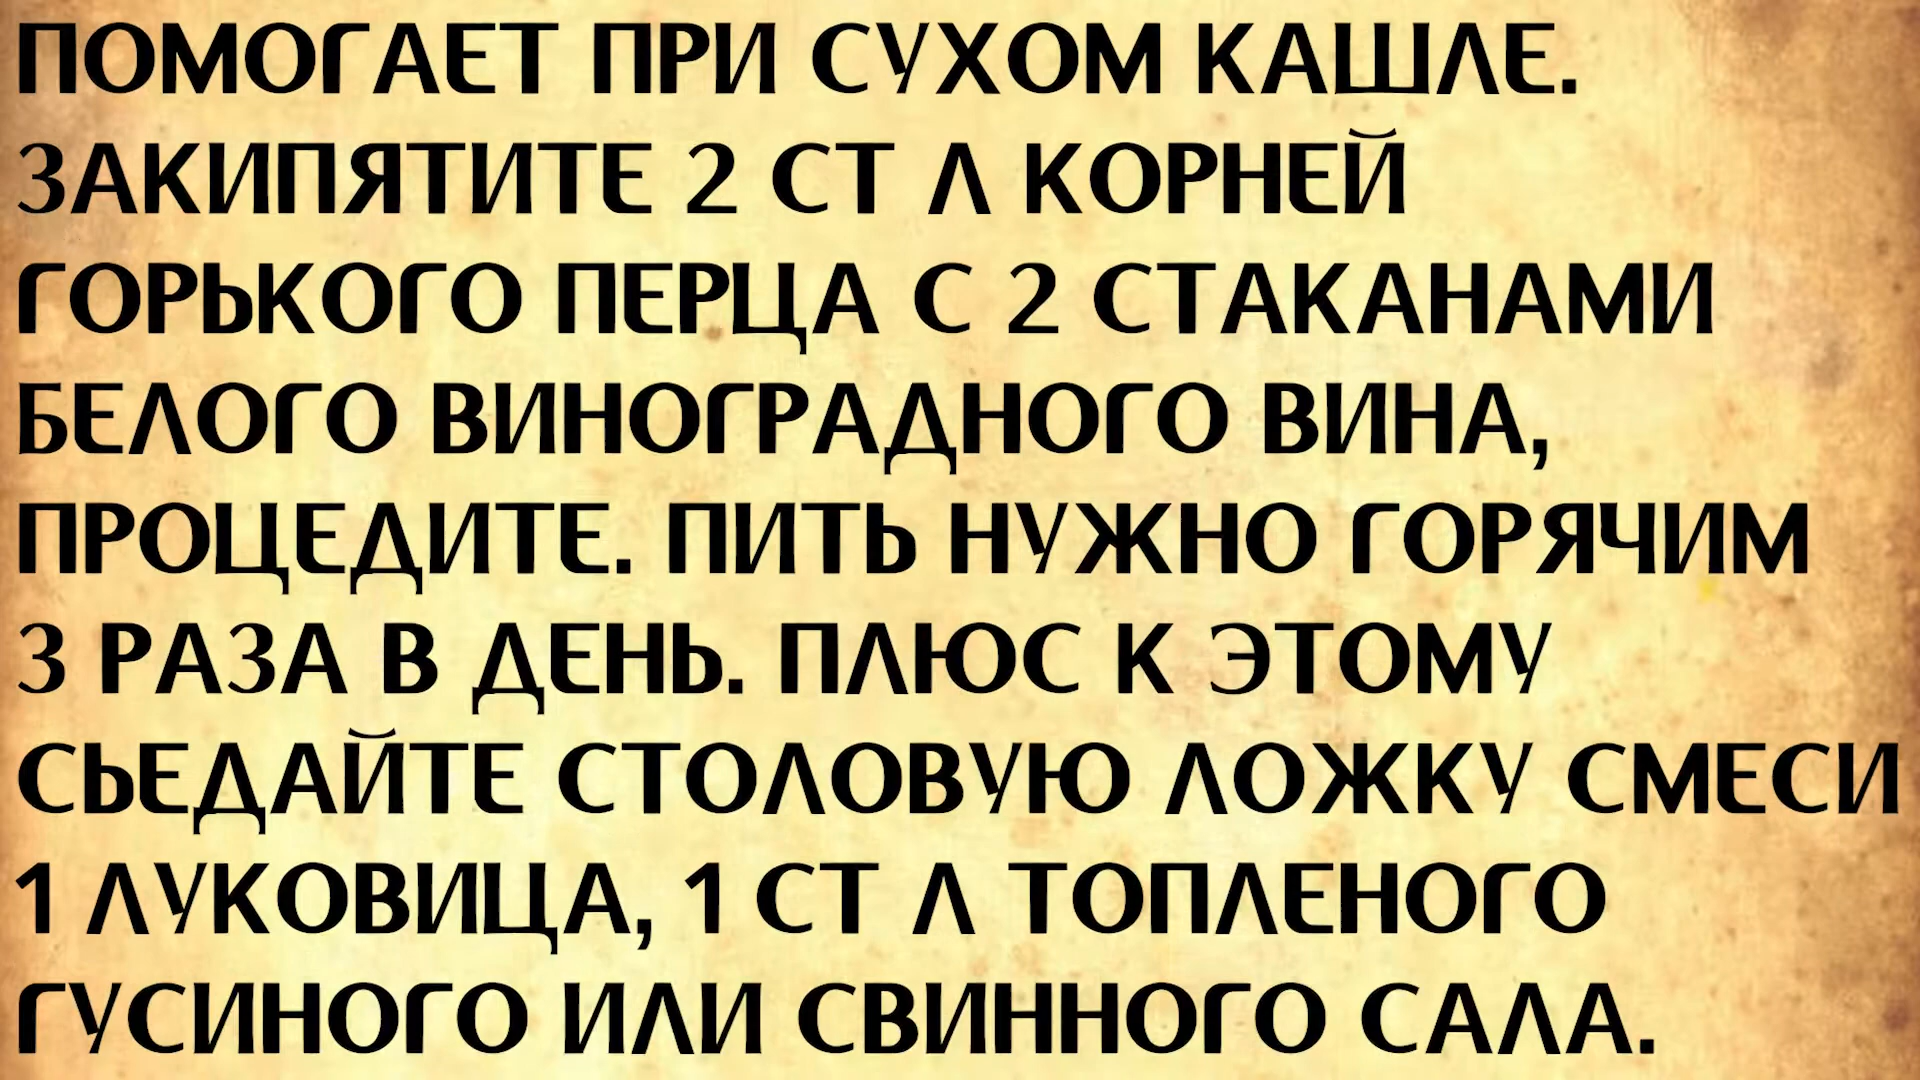 ПОМОГАЕТ ПРИ СУХОМ КАШЛЕ.
ЗАКИПЯТИТЕ 2 СТ Л КОРНЕЙ
ГОРЬКОГО ПЕРЦА С 2 СТАКАНАМИ
БЕЛОГО ВИНОГРАДНОГО ВИНА,
ПРОЦЕДИТЕ. ПИТЬ НУЖНО ГОРЯЧИМ
3 РАЗА В ДЕНЬ. ПЛЮС К ЭТОМУ
СЬЕДАЙТЕ СТОЛОВУЮ ЛОЖКУ СМЕСИ
1 ЛУКОВИЦА, 1 СТ Л ТОПЛЕНОГО
ГУСИНОГО ИЛИ СВИННОГО САЛА.